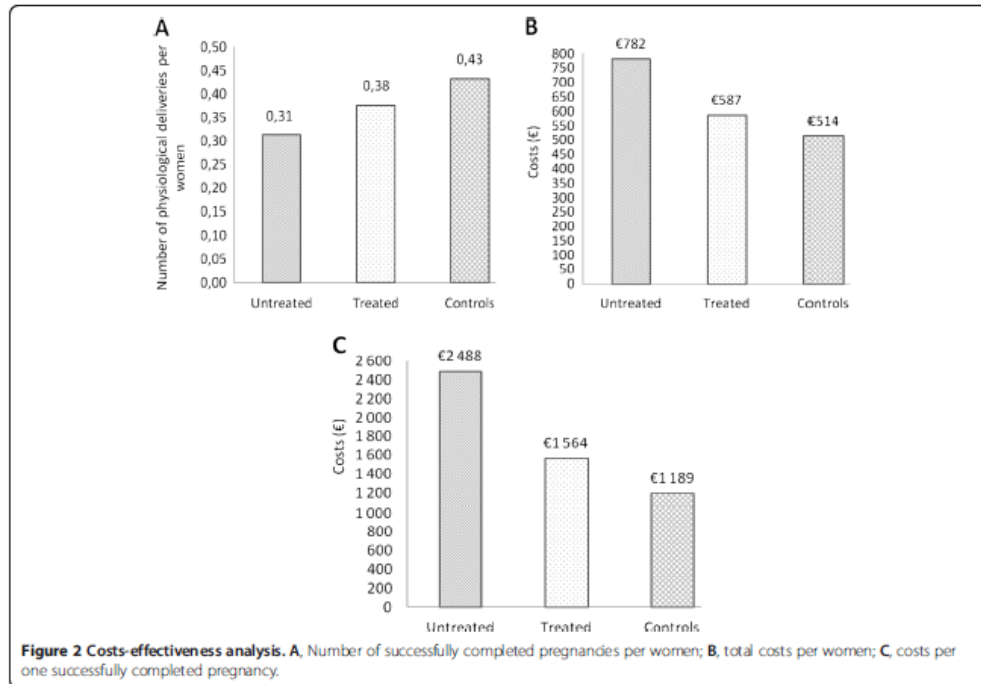 A
Number of physiological deliveries per
women
0,50
0,45
0,40
0,35
0,30
0,25
0,20
0,15
0,10
0,05
0,00
0,31
0,38
0,43
Untreated
Treated
Controls
B
Costs (€)
800
750
700
650
600
550
500
450
400
350
300
250
200
150
100
50
0
€782
€587
€514
Untreated
Treated
Controls
C
Costs (€)
2 600
2 400
2 200
2 000
1 800
1 600
1 400
1 200
1 000
800
600
400
200
0
€2 488
€1 564
€1 189
Untreated
Treated
Controls
Figure 2 Costs-effectiveness analysis. A, Number of successfully completed pregnancies per women; B, total costs per women; C, costs per
one successfully completed pregnancy.